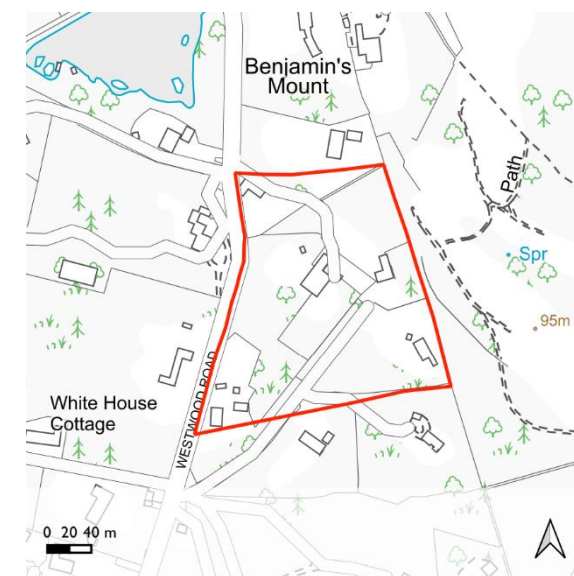 Benjamin's
Mount
Path
Spr
95m
WESTWOOD ROAD
White House
Cottage
0 20 40 m